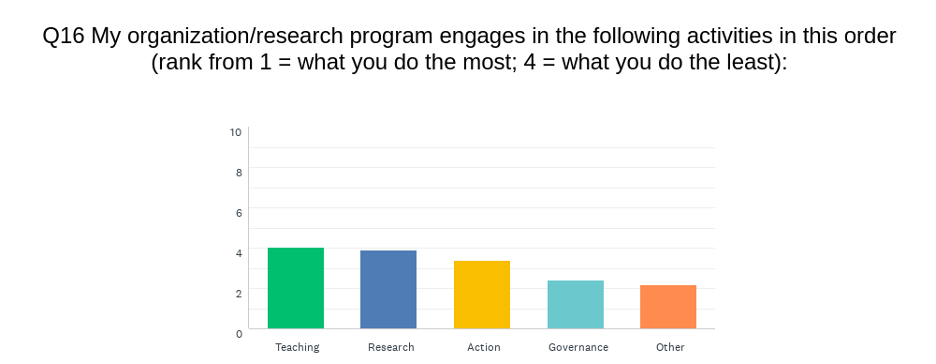 Q16 My organization/research program engages in the following activities in this order
(rank from 1 = what you do the most; 4 = what you do the least):
10
8
6
4
2
0
Teaching Research Action Governance Other